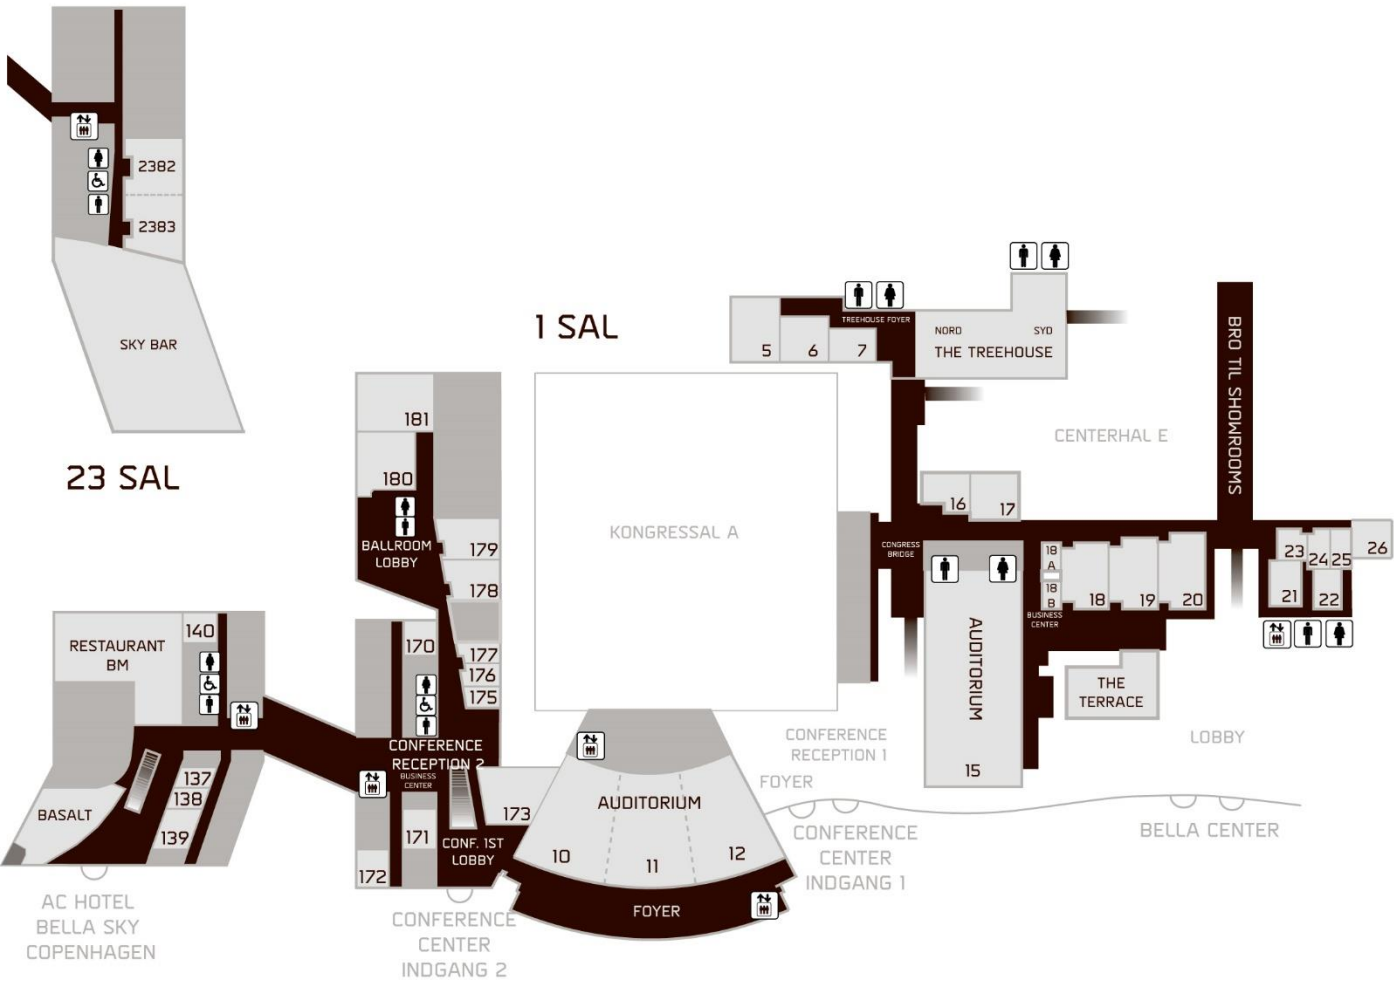 2382
2383
SKY BAR
23 SAL
1 SAL
TREEHOUSE FOYER
5
6
7
NORD
SYD
THE TREEHOUSE
BRO TIL SHOWROOMS
CENTERHAL E
181
180
BALLROOM
LOBBY
179
178
177
176
175
KONGRESSAL A
CONGRESS
BRIDGE
16
17
18
A
18
B
BUSINESS
CENTER
18
19
20
23
24
25
26
21
22
AUDITORIUM
15
THE
TERRACE
LOBBY
RESTAURANT
BM
140
170
CONFERENCE
RECEPTION 2
BUSINESS
CENTER
137
138
139
BASALT
171
172
173
CONF. 1ST
LOBBY
AUDITORIUM
10
11
12
FOYER
CONFERENCE
RECEPTION 1
FOYER
CONFERENCE
CENTER
INDGANG 1
BELLA CENTER
AC HOTEL
BELLA SKY
COPENHAGEN
CONFERENCE
CENTER
INDGANG 2